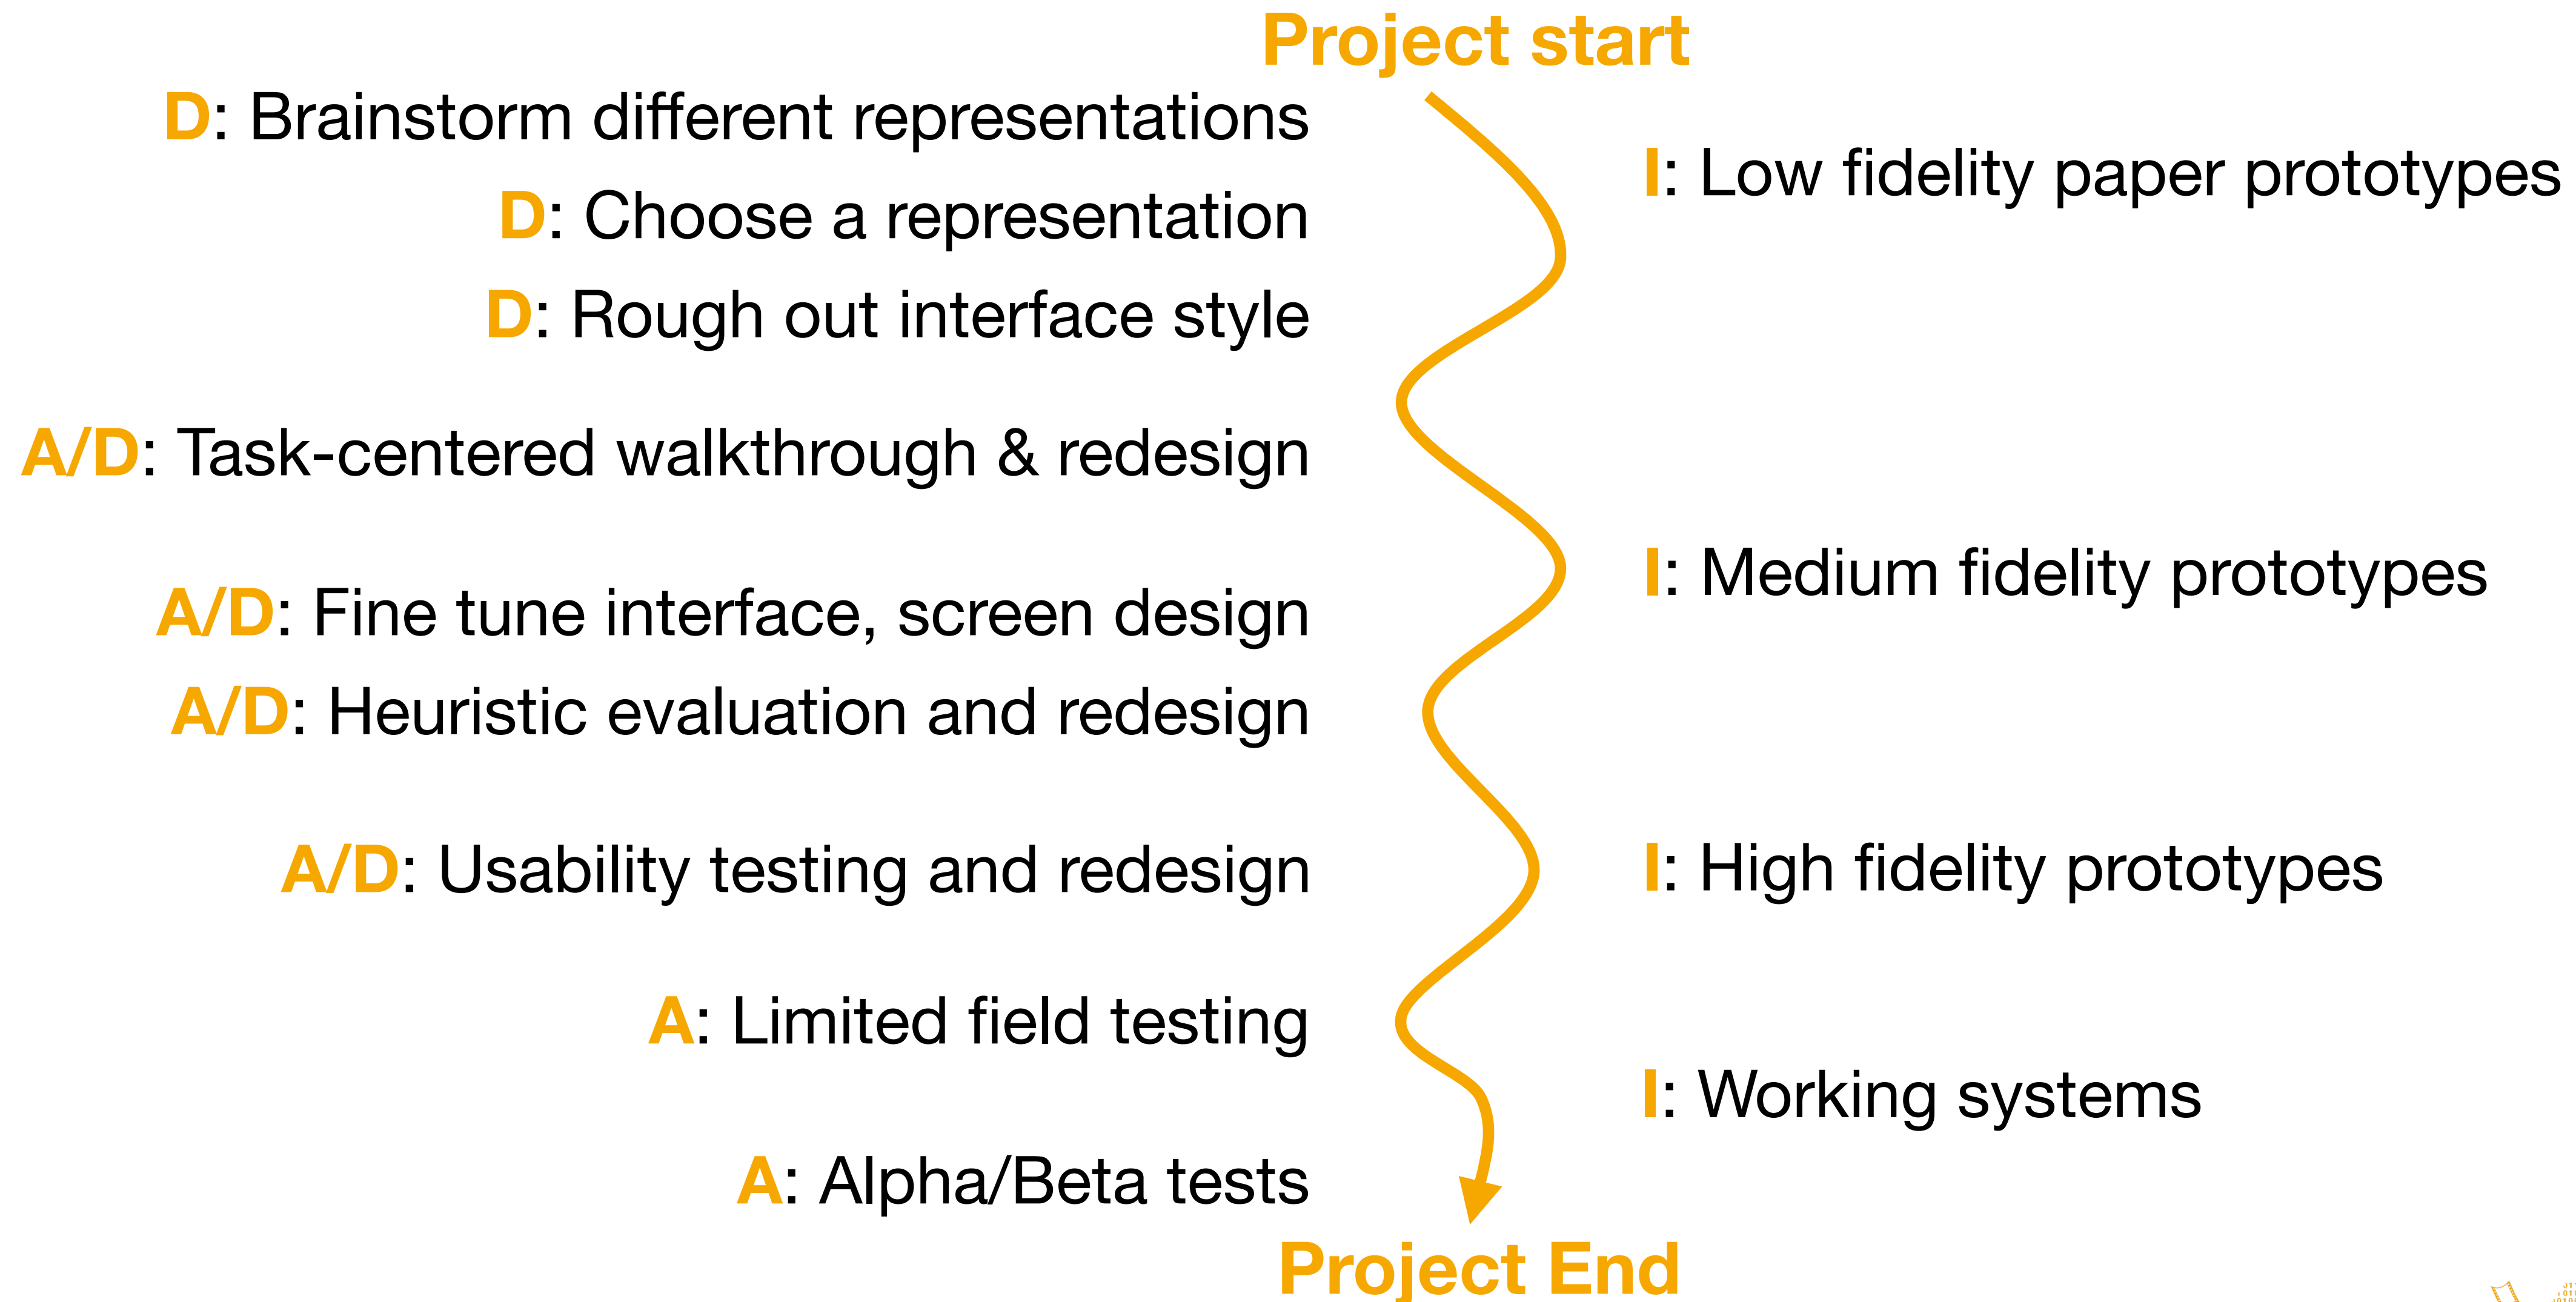 Project start
D: Brainstorm different representations
I: Low fidelity paper prototypes
D: Choose a representation
D: Rough out interface style
A/D: Task-centered walkthrough & redesign
I: Medium fidelity prototypes
A/D: Fine tune interface, screen design
A/D: Heuristic evaluation and redesign
A/D: Usability testing and redesign
I: High fidelity prototypes
A: Limited field testing
I: Working systems
A: Alpha/Beta tests
Project End